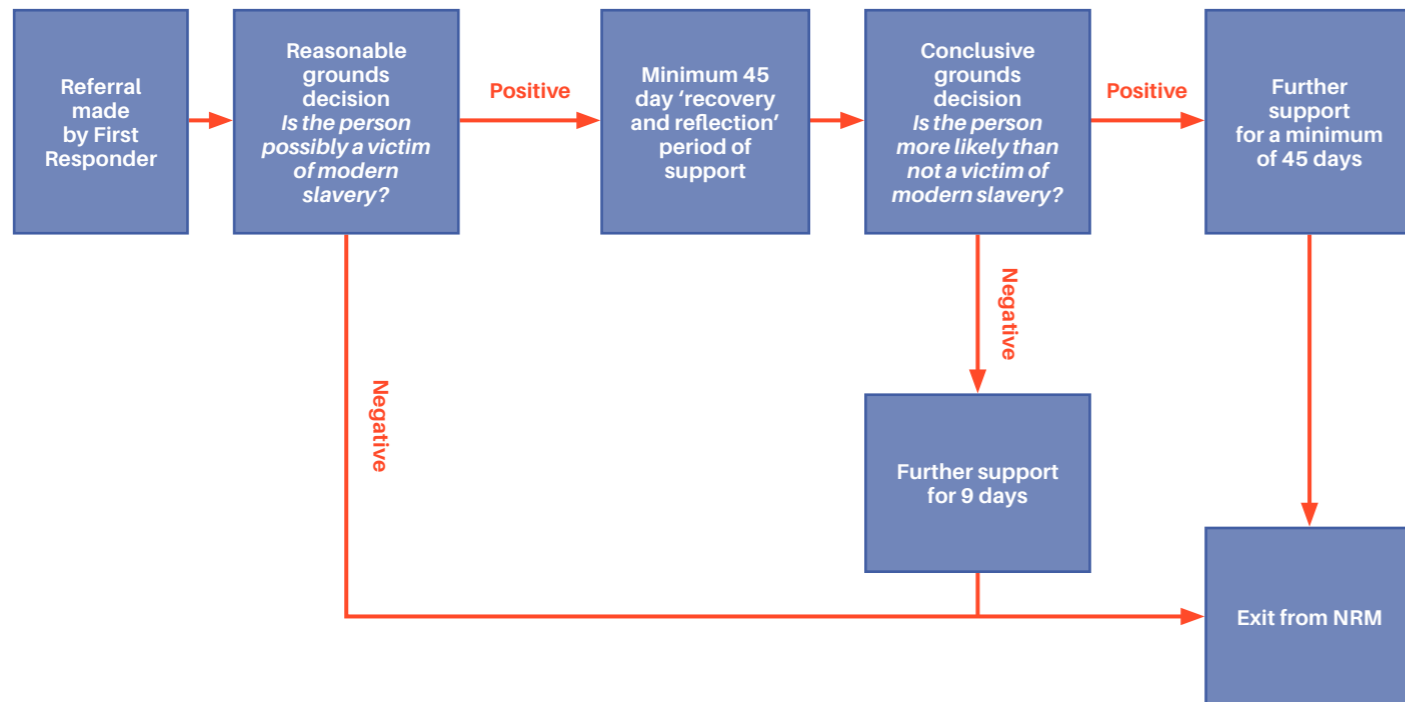 Referral
made
by First
Responder
Reasonable
grounds
decision
Is the person
possibly a victim
of modern
slavery?
Positive
Minimum 45
day ‘recovery
and reflection’
period of
support
Conclusive
grounds
decision
Is the person
more likely than
not a victim of
modern slavery?
Positive
Further
support
for a minimum
of 45 days
Negative
Negative
Further support
for 9 days
Exit from NRM